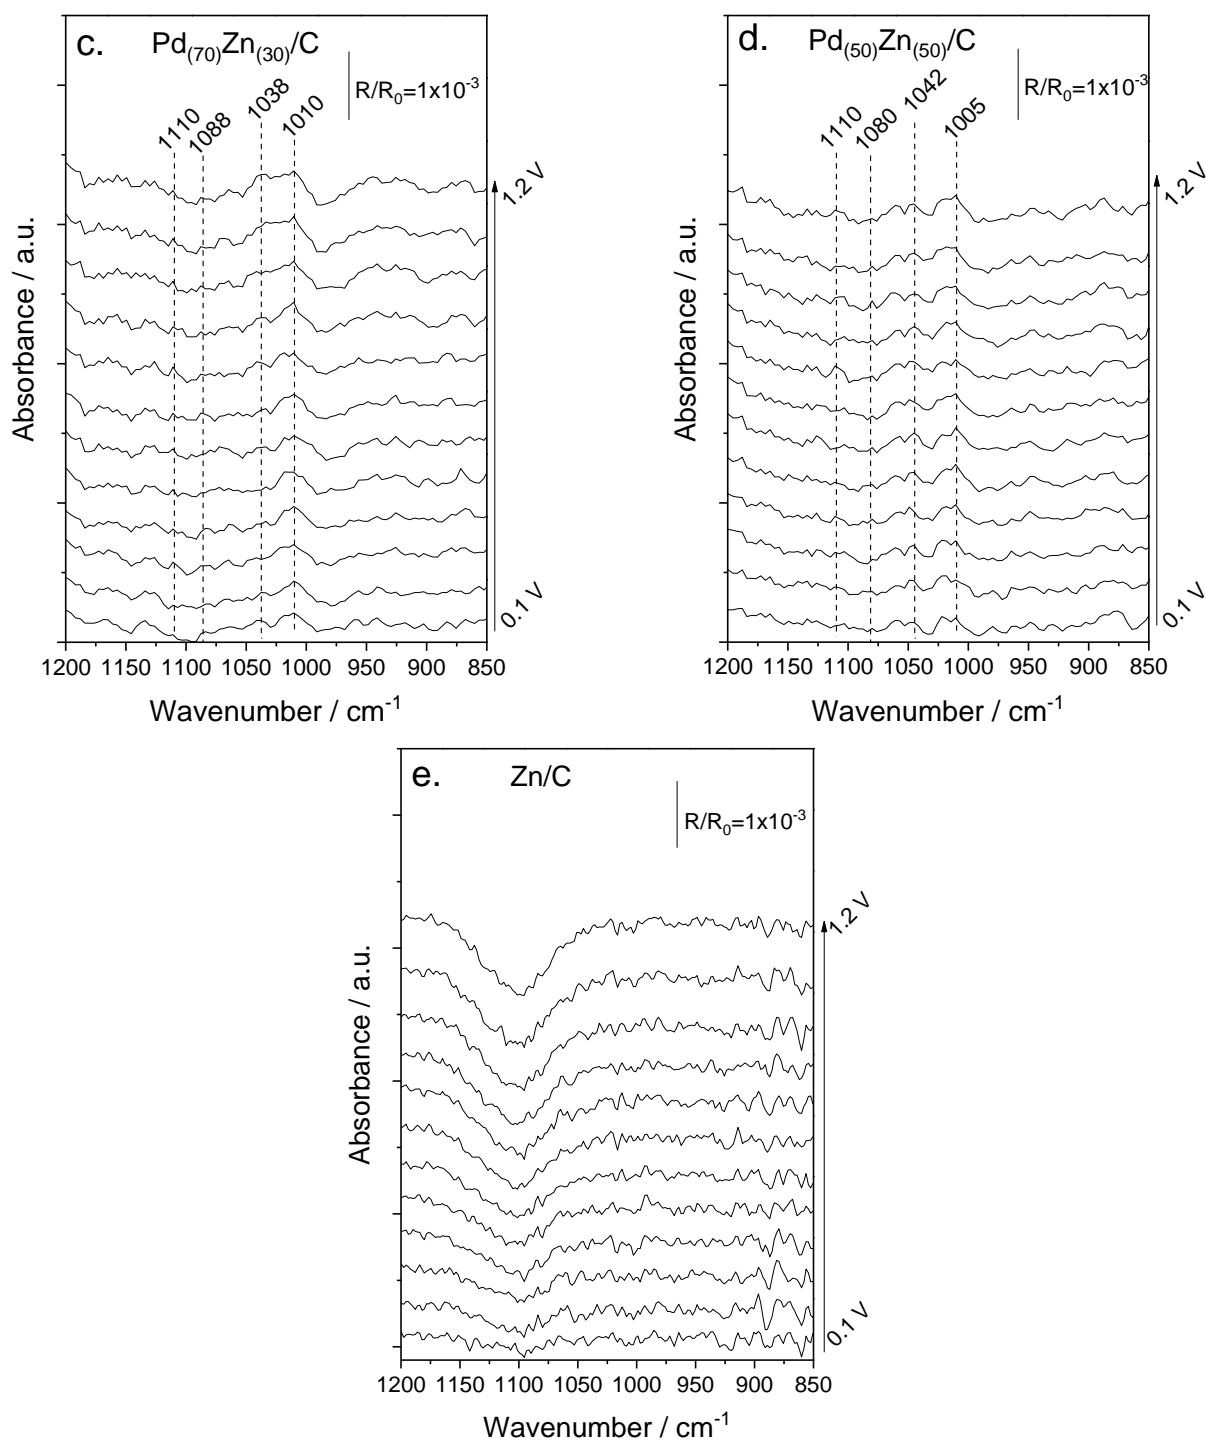 c. Pd(70)Zn(30)/C
R/R0=1x10-3
1110 1088 1038 1010
Absorbance / a.u.
1.2 V
0.1 V
1200 1150 1100 1050 1000 950 900 850
Wavenumber / cm-1
d. Pd(50)Zn(50)/C
R/R0=1x10-3
1110 1080 1042 1005
Absorbance / a.u.
1.2 V
0.1 V
1200 1150 1100 1050 1000 950 900 850
Wavenumber / cm-1
e. Zn/C
R/R0=1x10-3
Absorbance / a.u.
1.2 V
0.1 V
1200 1150 1100 1050 1000 950 900 850
Wavenumber / cm-1